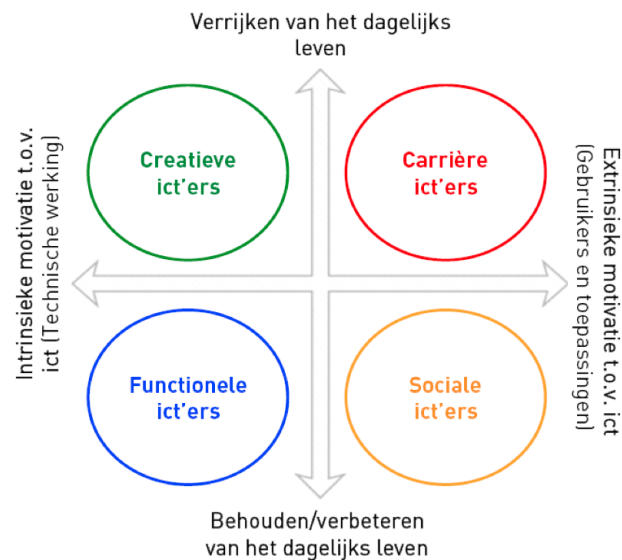 Verrijken van het dagelijks
leven
Creatieve
ict'ers
Carrière
ict'ers
Intrinsieke motivatie t.o.v.
ict (Technische werking)
Extrinsieke motivatie t.o.v. ict
(Gebruikers en toepassingen)
Functionele
ict'ers
Sociale
ict'ers
Behouden/verbeteren
van het dagelijks leven